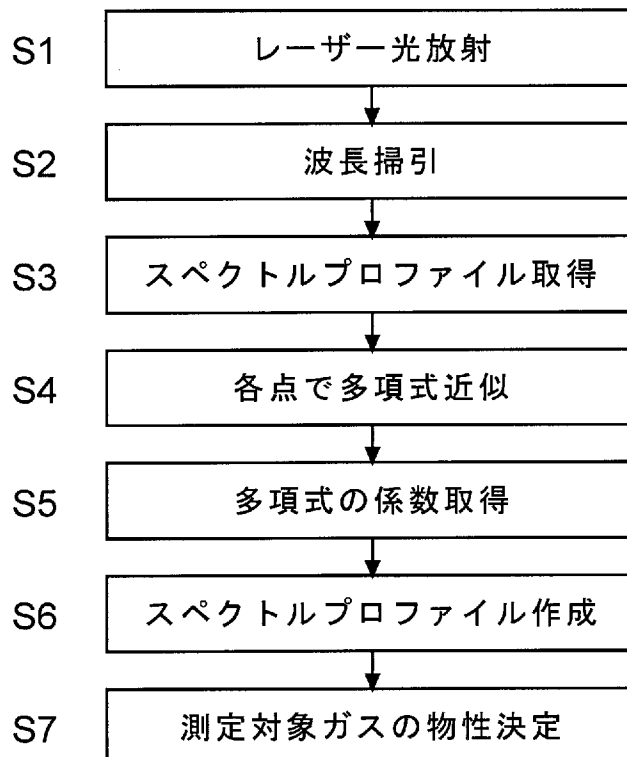 S1 レーザー光放射
S2 波長掃引
S3 スペクトルプロファイル取得
S4 各点で多項式近似
S5 多項式の係数取得
S6 スペクトルプロファイル作成
S7 測定対象ガスの物性決定